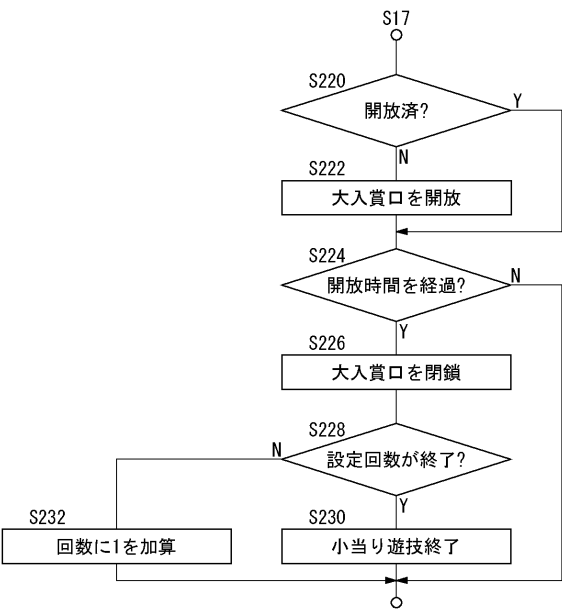 S17
S220
開放済?
Y
N
S222
大入賞口を開放
S224
開放時間を経過?
N
Y
S226
大入賞口を閉鎖
S228
設定回数が終了?
N
Y
S232
回数に1を加算
S230
小当り遊技終了